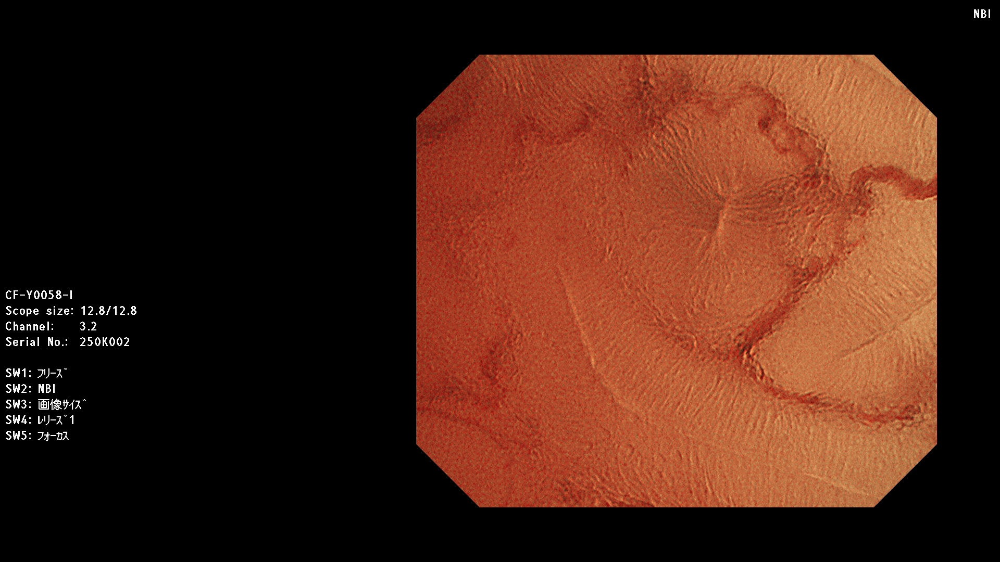 NBI
CF-Y0058-I
Scope size: 12.8/12.8
Channel: 3.2
Serial No.: 250K002
SW1: フリーズ
SW2: NBI
SW3: 画像サイズ
SW4: レリーズ1
SW5: フォーカス